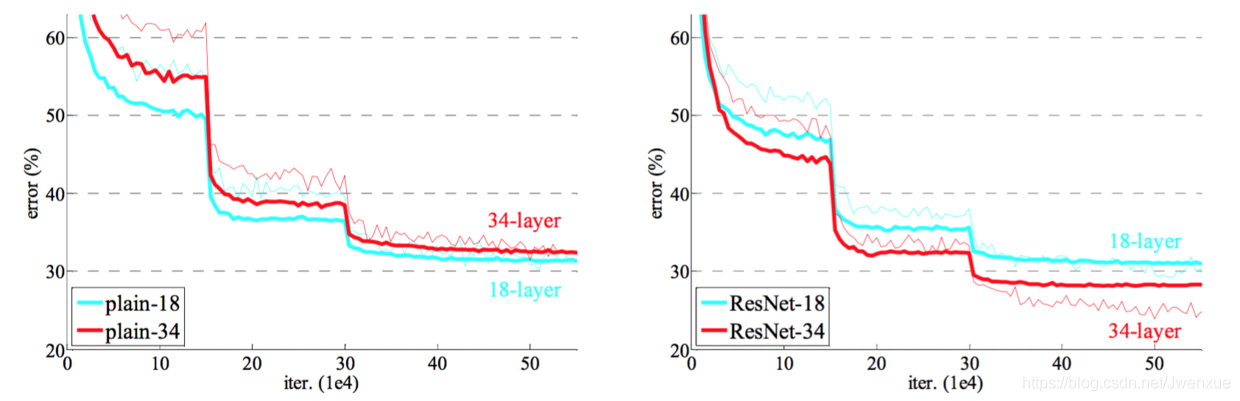 60
50
40
30
20
error (%)
34-layer
18-layer
plain-18
plain-34
0
10
20
30
40
50
iter. (1e4)
60
50
40
30
20
error (%)
18-layer
34-layer
ResNet-18
ResNet-34
0
10
20
30
40
50
iter. (1e4)
https://blog.csdn.net/Jwenxue